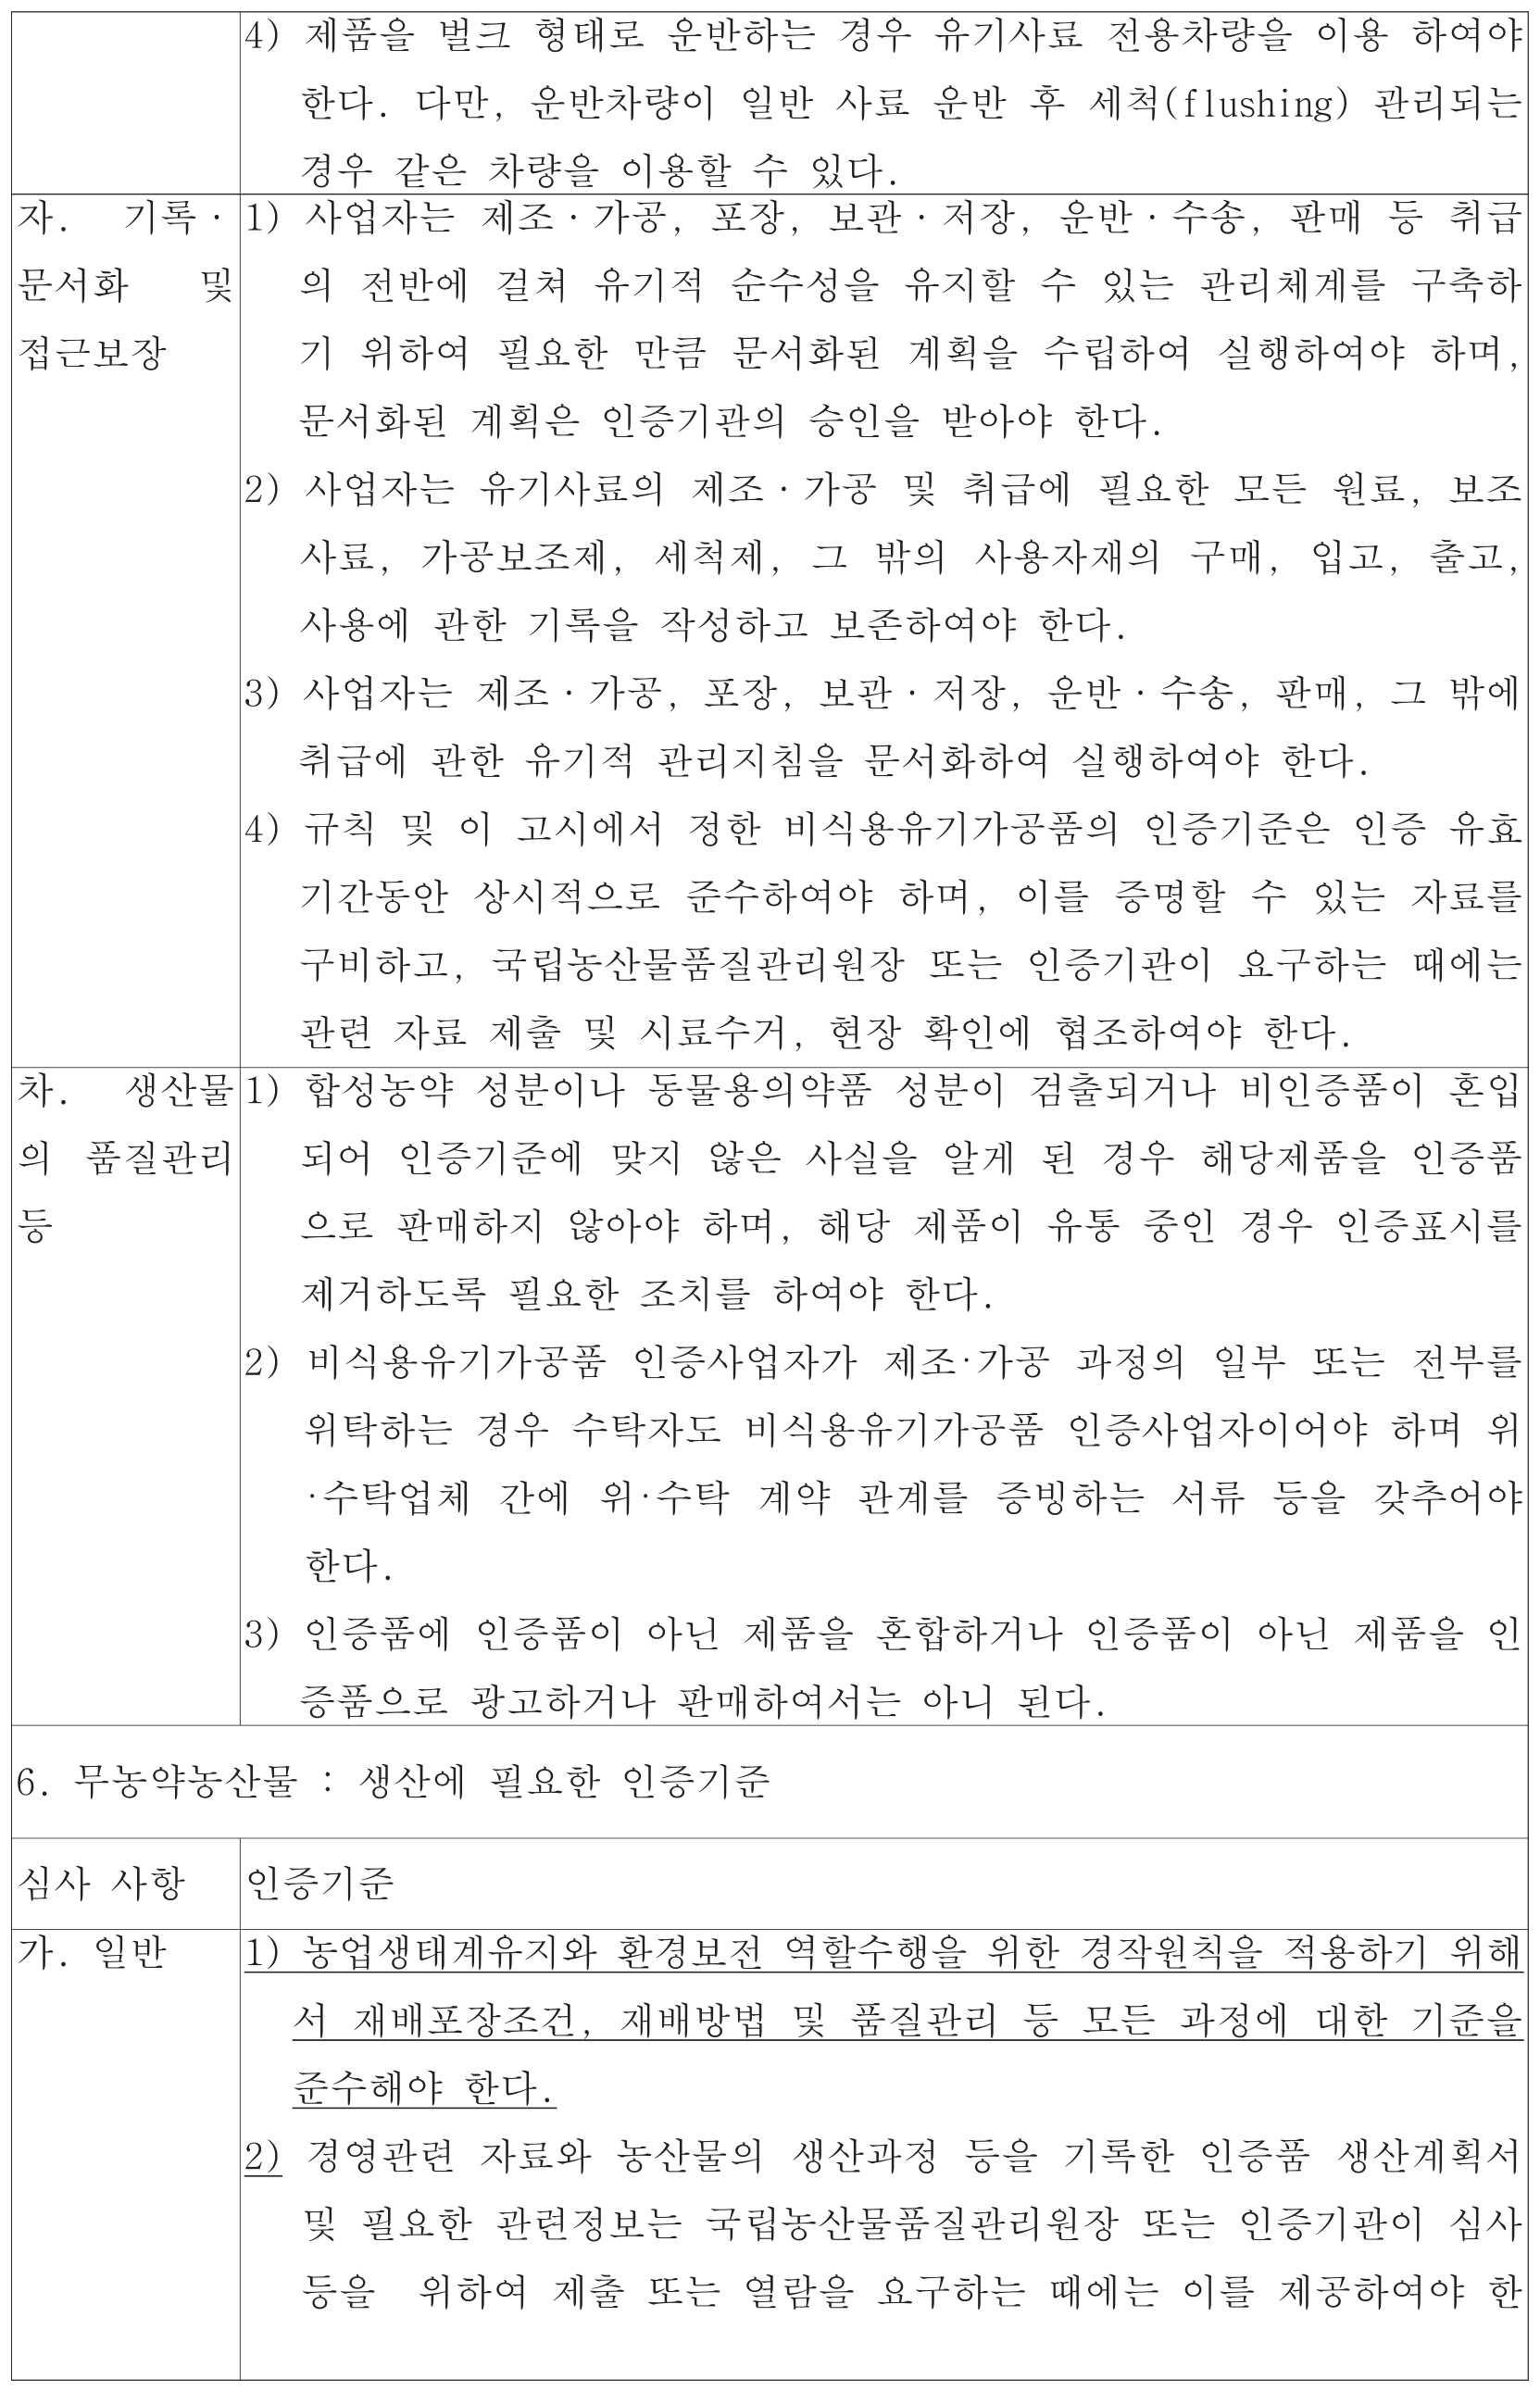 4) 제품을 벌크 형태로 운반하는 경우 유기사료 전용차량을 이용 하여야
한다. 다만, 운반차량이 일반 사료 운반 후 세척(flushing) 관리되는
경우 같은 차량을 이용할 수 있다.
자. 기록·
문서화 및
접근보장
1) 사업자는 제조·가공, 포장, 보관·저장, 운반·수송, 판매 등 취급
의 전반에 걸쳐 유기적 순수성을 유지할 수 있는 관리체계를 구축하
기 위하여 필요한 만큼 문서화된 계획을 수립하여 실행하여야 하며,
문서화된 계획은 인증기관의 승인을 받아야 한다.
2) 사업자는 유기사료의 제조·가공 및 취급에 필요한 모든 원료, 보조
사료, 가공보조제, 세척제, 그 밖의 사용자재의 구매, 입고, 출고,
사용에 관한 기록을 작성하고 보존하여야 한다.
3) 사업자는 제조·가공, 포장, 보관·저장, 운반·수송, 판매, 그 밖에
취급에 관한 유기적 관리지침을 문서화하여 실행하여야 한다.
4) 규칙 및 이 고시에서 정한 비식용유기가공품의 인증기준은 인증 유효
기간동안 상시적으로 준수하여야 하며, 이를 증명할 수 있는 자료를
구비하고, 국립농산물품질관리원장 또는 인증기관이 요구하는 때에는
관련 자료 제출 및 시료수거, 현장 확인에 협조하여야 한다.
차. 생산물
의 품질관리
등
1) 합성농약 성분이나 동물용의약품 성분이 검출되거나 비인증품이 혼입
되어 인증기준에 맞지 않은 사실을 알게 된 경우 해당제품을 인증품
으로 판매하지 않아야 하며, 해당 제품이 유통 중인 경우 인증표시를
제거하도록 필요한 조치를 하여야 한다.
2) 비식용유기가공품 인증사업자가 제조·가공 과정의 일부 또는 전부를
위탁하는 경우 수탁자도 비식용유기가공품 인증사업자이어야 하며 위
·수탁업체 간에 위·수탁 계약 관계를 증빙하는 서류 등을 갖추어야
한다.
3) 인증품에 인증품이 아닌 제품을 혼합하거나 인증품이 아닌 제품을 인
증품으로 광고하거나 판매하여서는 아니 된다.
6. 무농약농산물 : 생산에 필요한 인증기준
심사 사항 인증기준
가. 일반
1) 농업생태계유지와 환경보전 역할수행을 위한 경작원칙을 적용하기 위해
서 재배포장조건, 재배방법 및 품질관리 등 모든 과정에 대한 기준을
준수해야 한다.
2) 경영관련 자료와 농산물의 생산과정 등을 기록한 인증품 생산계획서
및 필요한 관련정보는 국립농산물품질관리원장 또는 인증기관이 심사
등을 위하여 제출 또는 열람을 요구하는 때에는 이를 제공하여야 한